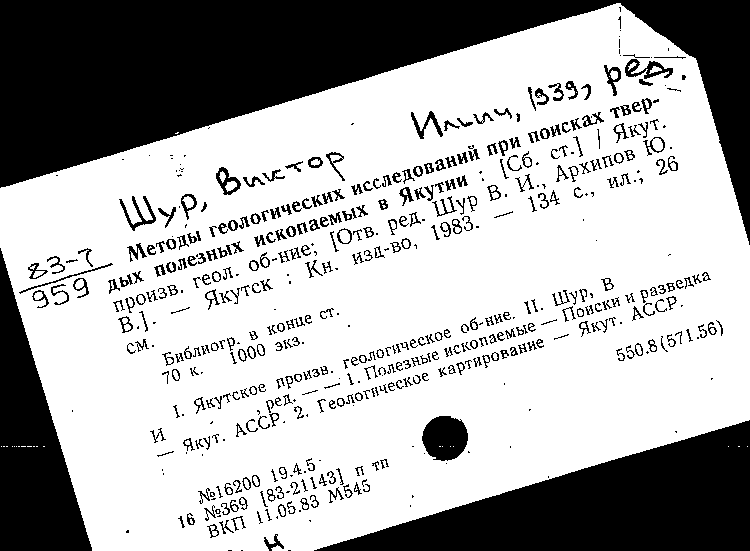 Шур, Виктор Ильич, 1939, ред.
83-7
959
Методы геологических исследований при поисках твер-
дых полезных ископаемых в Якутии : [Сб. ст.] / Якут.
произв. геол. об-ние; [Отв. ред. Шур В. И., Архипов Ю.
В.]. — Якутск : Кн. изд-во, 1983. — 134 с., ил.; 26
см.
Библиогр. в конце ст.
70 к. 1000 экз.
I. Якутское произв. геологическое об-ние. II. Шур, В
И , ред. — — 1. Полезные ископаемые — Поиски и разведка
— Якут. АССР. 2. Геологическое картирование — Якут. АССР.
550.8(571.56)
№16200 19.4.5
16 №369 [83-21143] п тп
ВКП 11.05.83 М545
н.